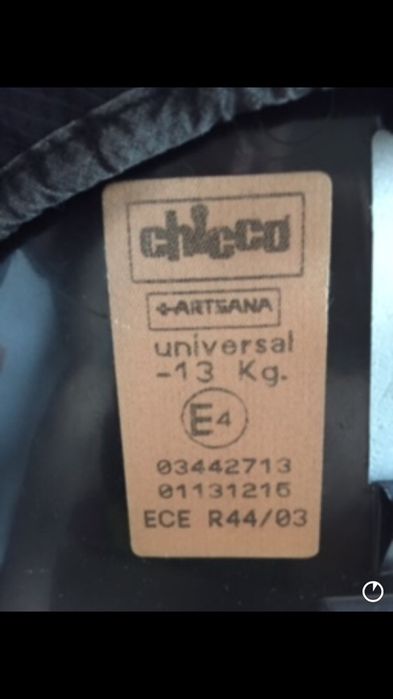 chicco
ARTSANA
universal
-13 Kg.
E4
03442713
01131215
ECE R44/03